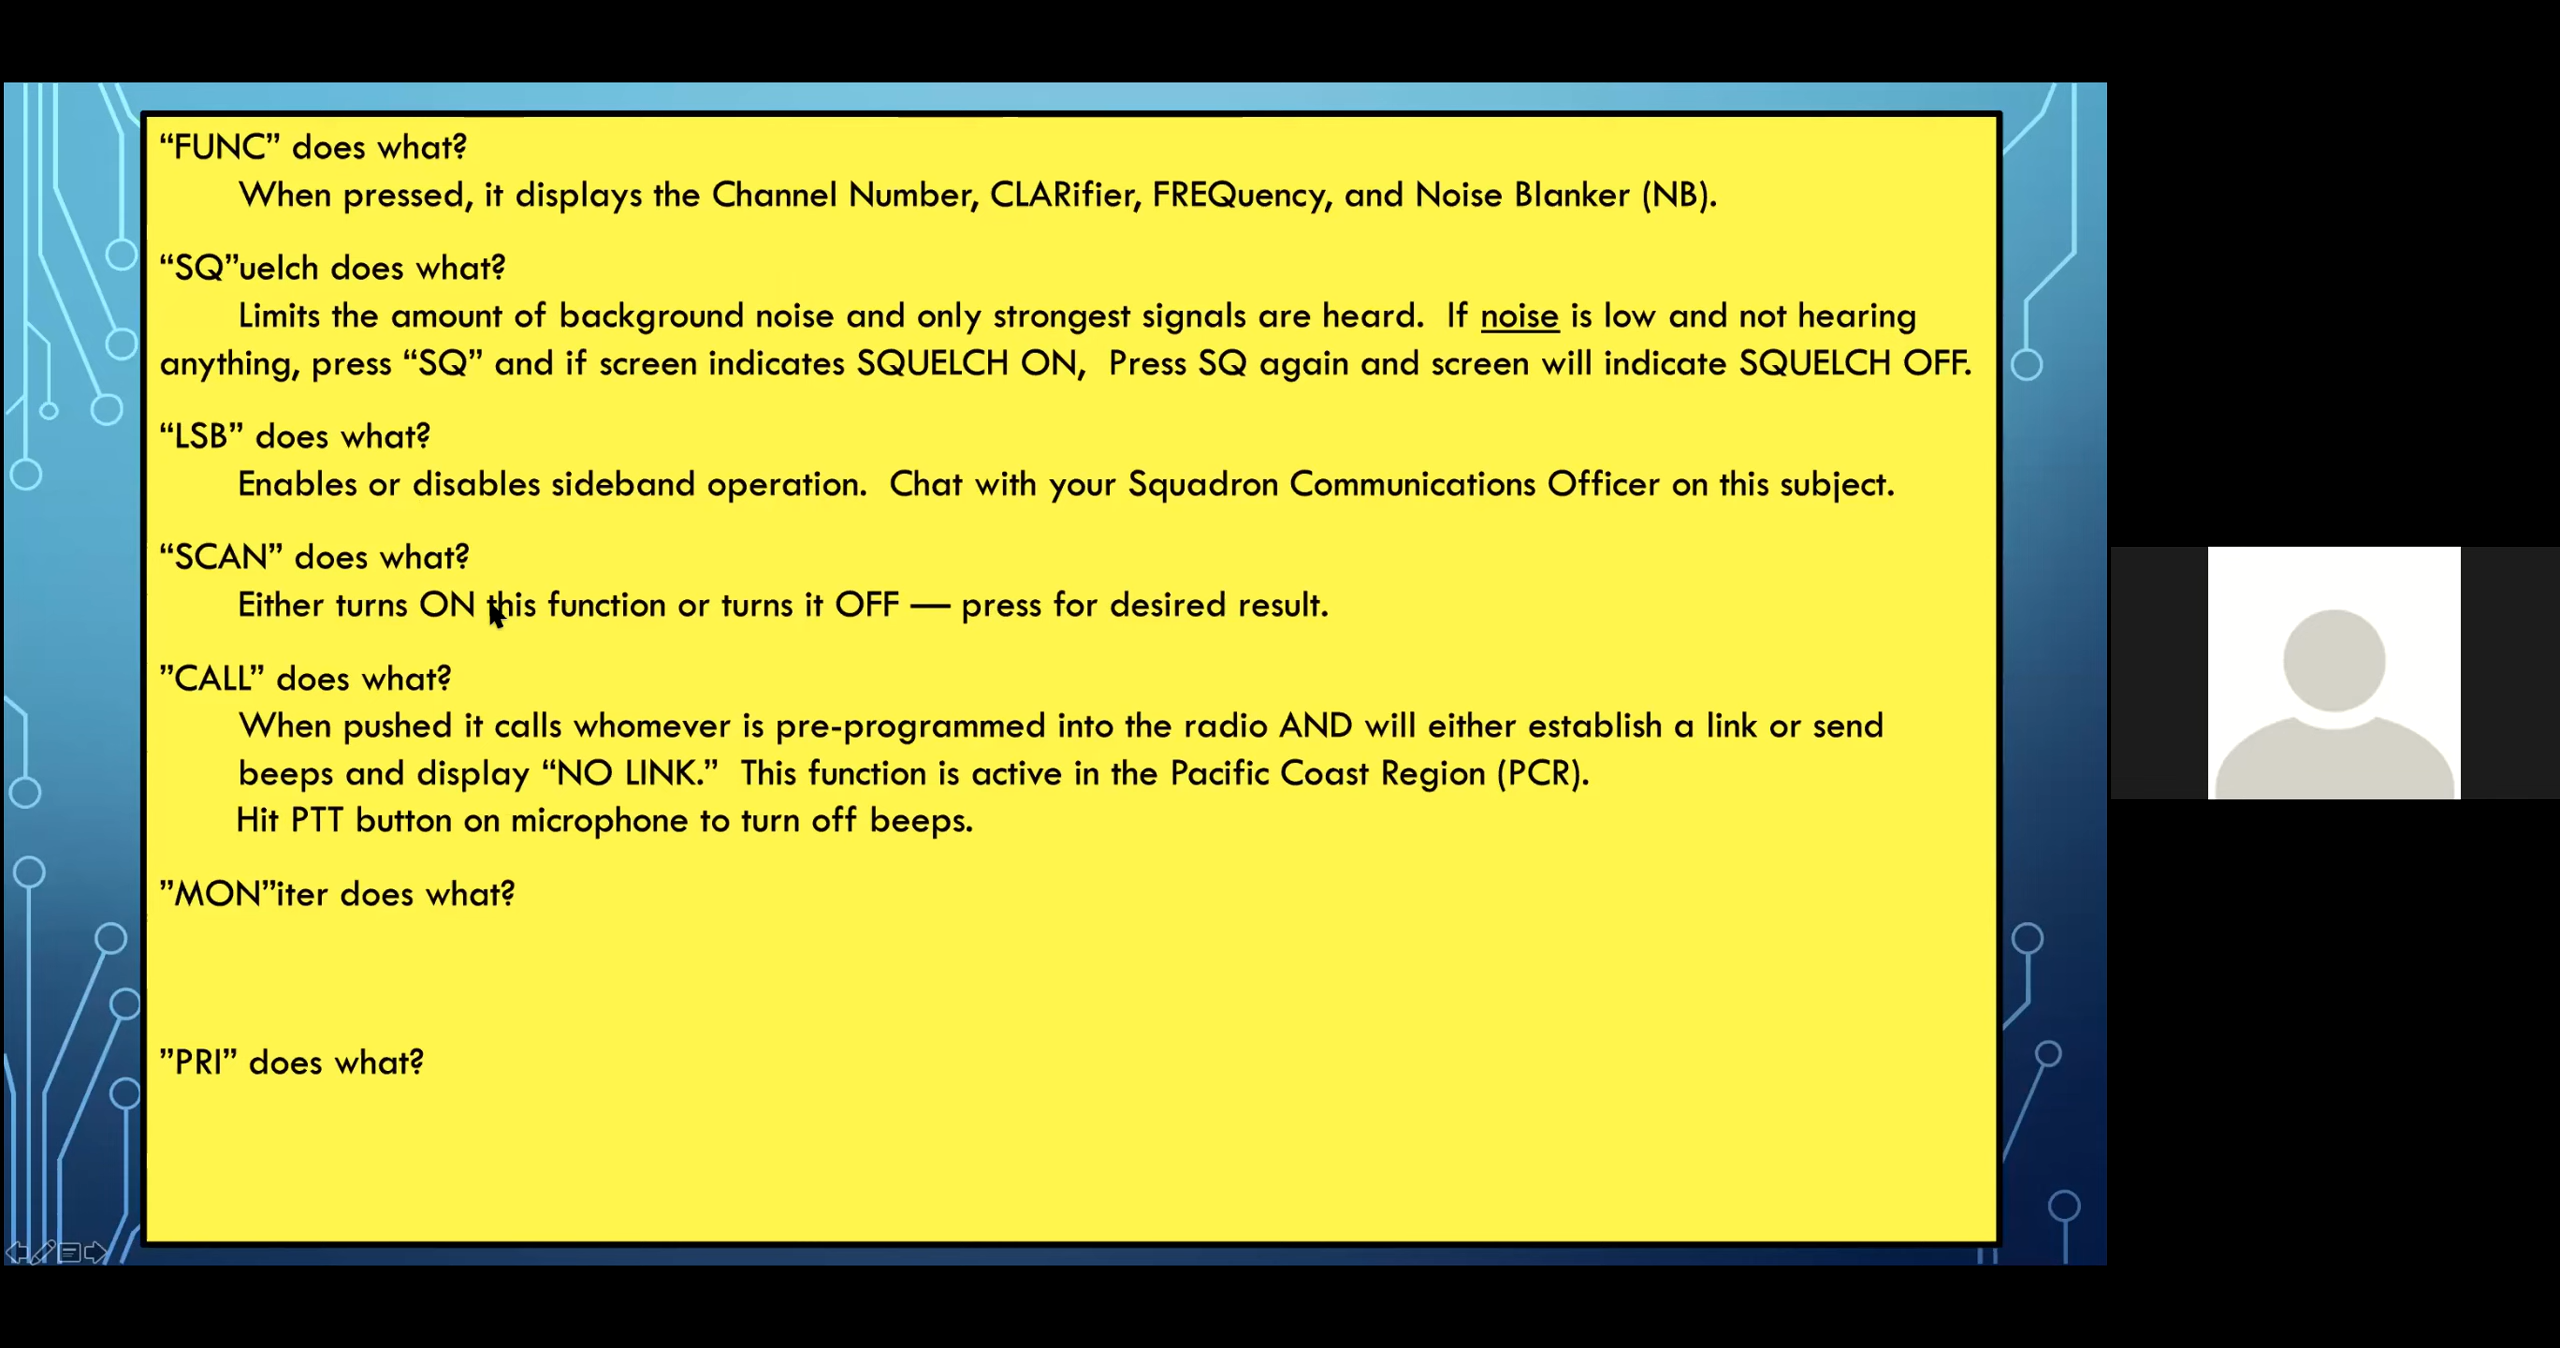 “FUNC” does what?
When pressed, it displays the Channel Number, CLARifier, FREQuency, and Noise Blanker (NB).
“SQ”uelch does what?
Limits the amount of background noise and only strongest signals are heard.  If noise is low and not hearing
anything, press “SQ” and if screen indicates SQUELCH ON,  Press SQ again and screen will indicate SQUELCH OFF.
“LSB” does what?
Enables or disables sideband operation.  Chat with your Squadron Communications Officer on this subject.
“SCAN” does what?
Either turns ON this function or turns it OFF — press for desired result.
”CALL” does what?
When pushed it calls whomever is pre-programmed into the radio AND will either establish a link or send
beeps and display “NO LINK.”  This function is active in the Pacific Coast Region (PCR).
Hit PTT button on microphone to turn off beeps.
”MON”iter does what?
”PRI” does what?